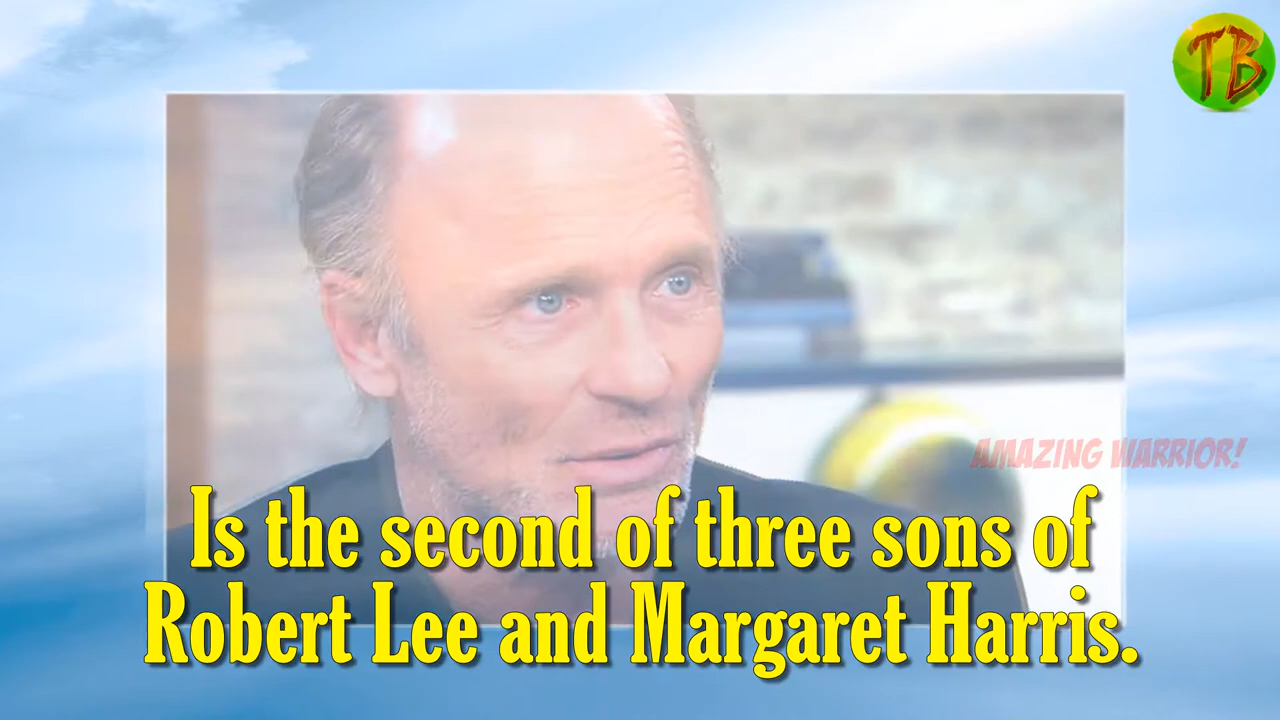 TB
AMAZING WARRIOR!
Is the second of three sons of
Robert Lee and Margaret Harris.